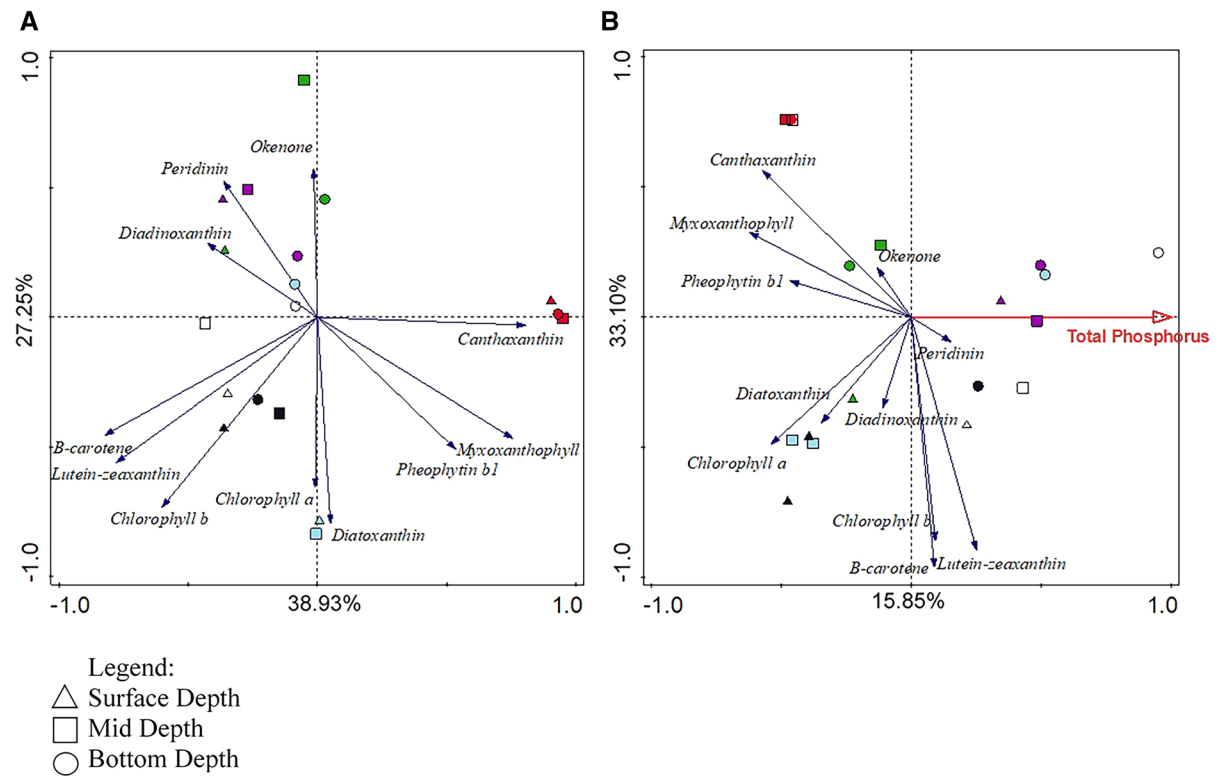 A
1.0
27.25%
-1.0
Okenone
Peridinin
Diadinoxanthin
Canthaxanthin
B-carotene
Lutein-zeaxanthin
Chlorophyll b
Chlorophyll a
Diatoxanthin
Myxoxanthophyll
Pheophytin b1
-1.0
38.93%
1.0
B
1.0
33.10%
-1.0
Canthaxanthin
Myxoxanthophyll
Okenone
Pheophytin b1
Total Phosphorus
Peridinin
Diatoxanthin
Diadinoxanthin
Chlorophyll a
Chlorophyll b
B-carotene
Lutein-zeaxanthin
-1.0
15.85%
1.0
Legend:
Surface Depth
Mid Depth
Bottom Depth